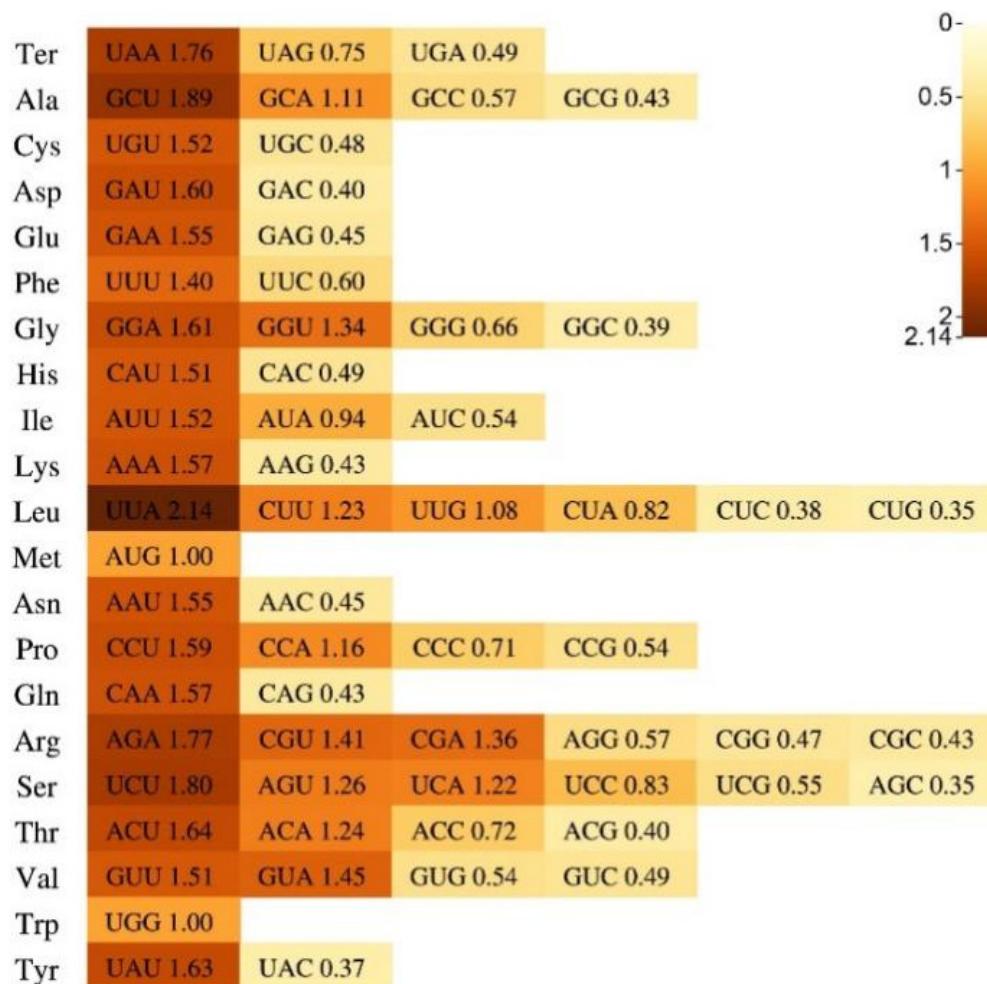 Ter UAA 1.76 UAG 0.75 UGA 0.49
Ala GCU 1.89 GCA 1.11 GCC 0.57 GCG 0.43
Cys UGU 1.52 UGC 0.48
Asp GAU 1.60 GAC 0.40
Glu GAA 1.55 GAG 0.45
Phe UUU 1.40 UUC 0.60
Gly GGA 1.61 GGU 1.34 GGG 0.66 GGC 0.39
His CAU 1.51 CAC 0.49
Ile AUU 1.52 AUA 0.94 AUC 0.54
Lys AAA 1.57 AAG 0.43
Leu UUA 2.14 CUU 1.23 UUG 1.08 CUA 0.82 CUC 0.38 CUG 0.35
Met AUG 1.00
Asn AAU 1.55 AAC 0.45
Pro CCU 1.59 CCA 1.16 CCC 0.71 CCG 0.54
Gln CAA 1.57 CAG 0.43
Arg AGA 1.77 CGU 1.41 CGA 1.36 AGG 0.57 CGG 0.47 CGC 0.43
Ser UCU 1.80 AGU 1.26 UCA 1.22 UCC 0.83 UCG 0.55 AGC 0.35
Thr ACU 1.64 ACA 1.24 ACC 0.72 ACG 0.40
Val GUU 1.51 GUA 1.45 GUG 0.54 GUC 0.49
Trp UGG 1.00
Tyr UAU 1.63 UAC 0.37
0
0.5
1
1.5
2
2.14